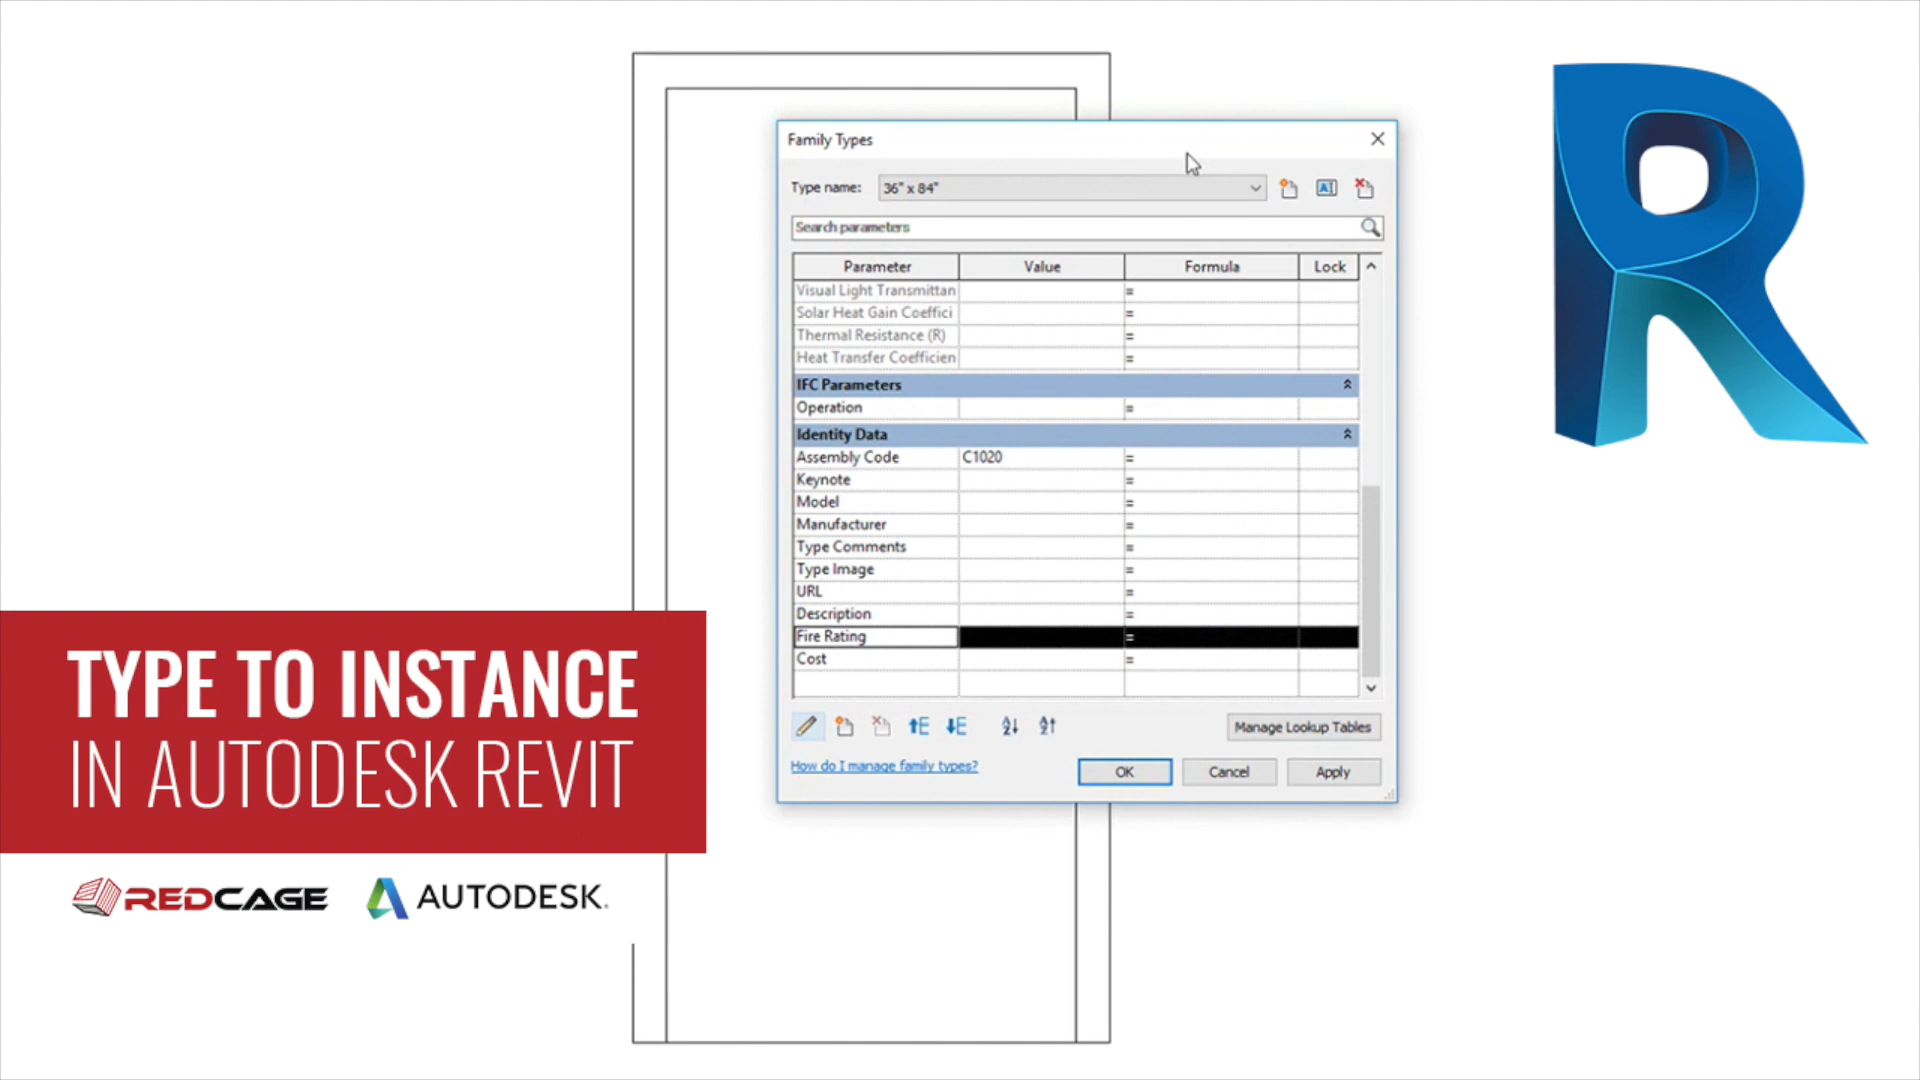 Family Types
Type name: 36" x 84"
Search parameters
Parameter Value Formula Lock
Visual Light Transmittan =
Solar Heat Gain Coeffici =
Thermal Resistance (R) =
Heat Transfer Coefficien =
IFC Parameters
Operation =
Identity Data
Assembly Code C1020 =
Keynote =
Model =
Manufacturer =
Type Comments =
Type Image =
URL =
Description =
Fire Rating =
Cost =
Manage Lookup Tables
How do I manage family types?
OK Cancel Apply
TYPE TO INSTANCE
IN AUTODESK REVIT
REDCAGE AUTODESK.